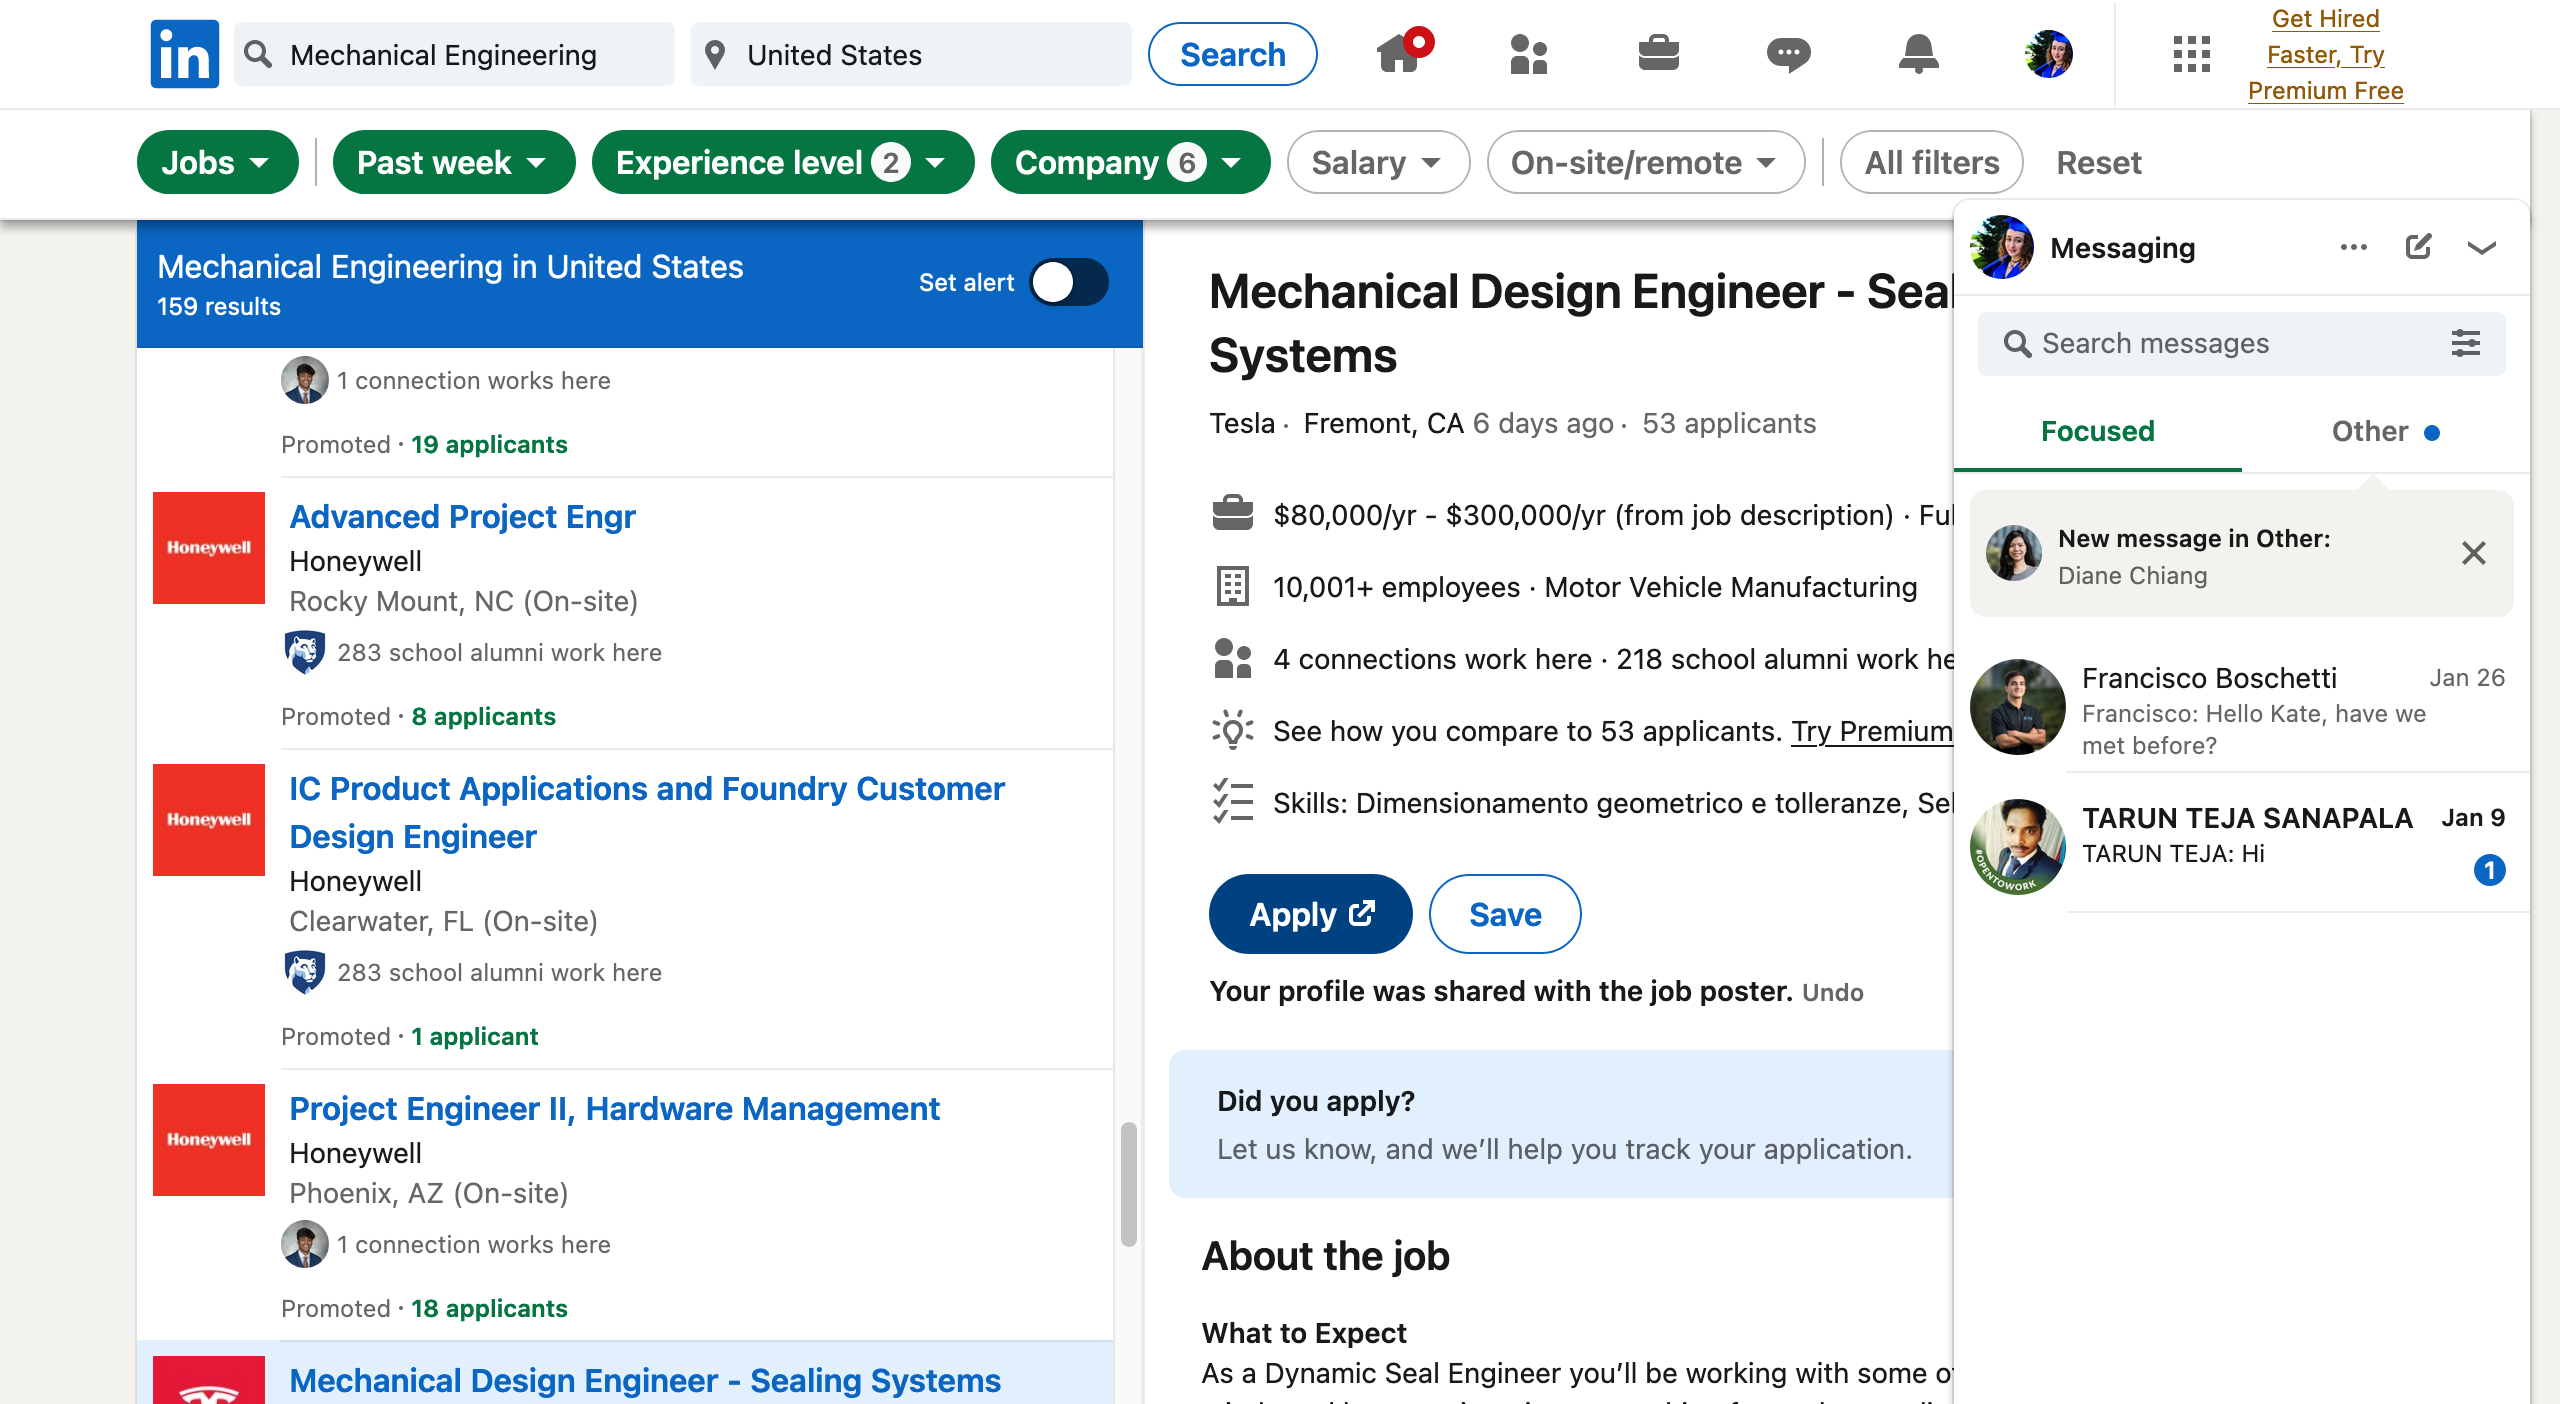 in
Mechanical Engineering
United States
Search
Get Hired
Faster, Try
Premium Free
Jobs
Past week
Experience level 2
Company 6
Salary
On-site/remote
All filters
Reset
Mechanical Engineering in United States
159 results
Set alert
1 connection works here
Promoted · 19 applicants
Honeywell
Advanced Project Engr
Honeywell
Rocky Mount, NC (On-site)
283 school alumni work here
Promoted · 8 applicants
Honeywell
IC Product Applications and Foundry Customer
Design Engineer
Honeywell
Clearwater, FL (On-site)
283 school alumni work here
Promoted · 1 applicant
Honeywell
Project Engineer II, Hardware Management
Honeywell
Phoenix, AZ (On-site)
1 connection works here
Promoted · 18 applicants
Mechanical Design Engineer - Sealing Systems
Mechanical Design Engineer - Seal
Systems
Tesla · Fremont, CA 6 days ago · 53 applicants
$80,000/yr - $300,000/yr (from job description) · Ful
10,001+ employees · Motor Vehicle Manufacturing
4 connections work here · 218 school alumni work he
See how you compare to 53 applicants. Try Premium
Skills: Dimensionamento geometrico e tolleranze, Sel
Apply
Save
Your profile was shared with the job poster. Undo
Did you apply?
Let us know, and we’ll help you track your application.
About the job
What to Expect
As a Dynamic Seal Engineer you’ll be working with some o
Messaging
Search messages
Focused
Other
New message in Other:
Diane Chiang
Francisco Boschetti
Jan 26
Francisco: Hello Kate, have we
met before?
TARUN TEJA SANAPALA
Jan 9
TARUN TEJA: Hi
1
#OPENTOWORK